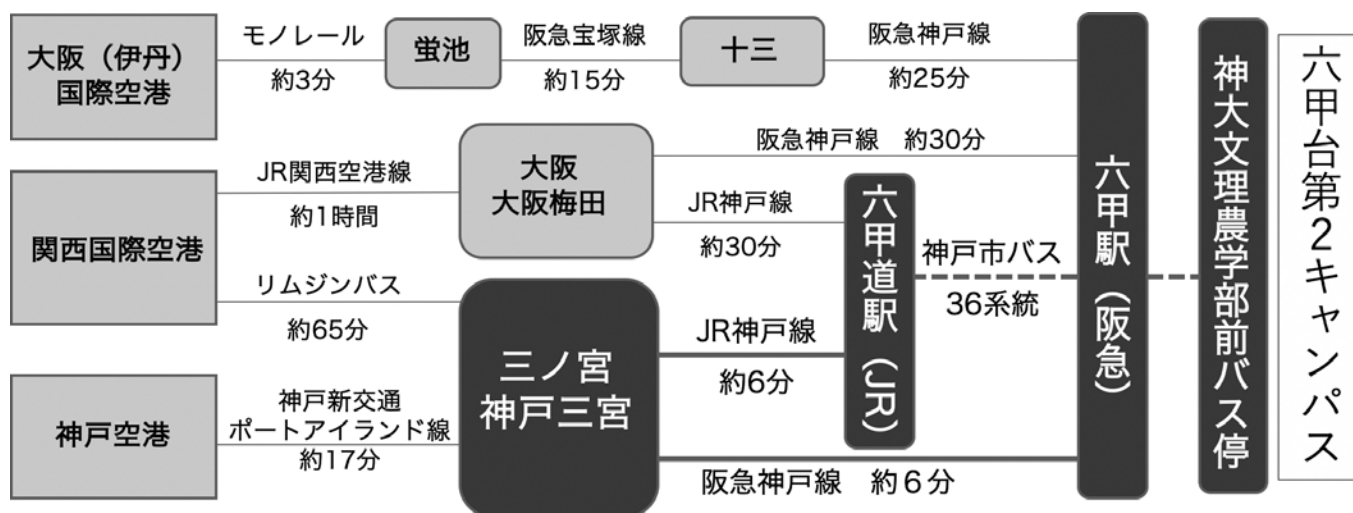 大阪（伊丹）
国際空港
モノレール
約3分
蛍池
阪急宝塚線
約15分
十三
阪急神戸線
約25分
関西国際空港
JR関西空港線
約1時間
大阪
大阪梅田
阪急神戸線　約30分
JR神戸線
約30分
リムジンバス
約65分
神戸空港
神戸新交通
ポートアイランド線
約17分
三ノ宮
神戸三宮
JR神戸線
約6分
阪急神戸線　約６分
六甲道駅（JR）
神戸市バス
36系統
六甲駅（阪急）
神大文理農学部前バス停
六甲台第２キャンパス